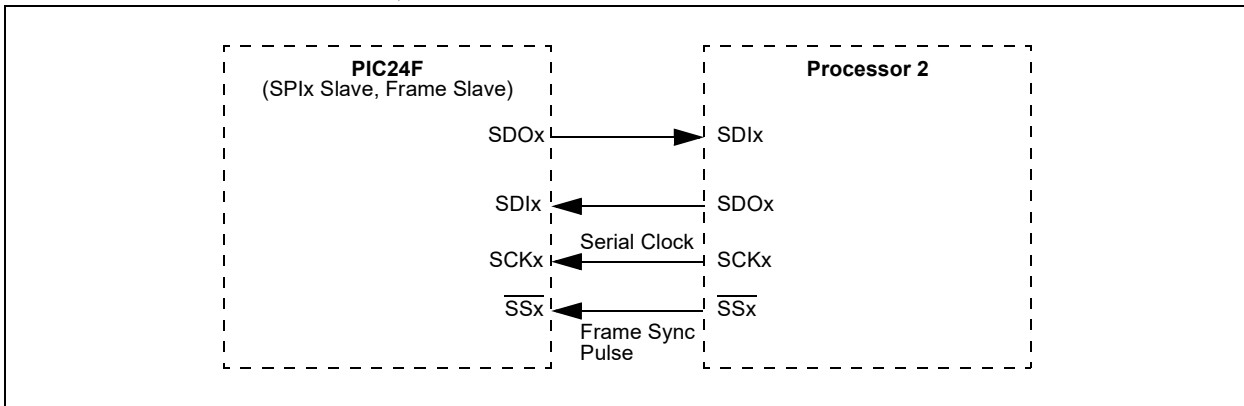 PIC24F
(SPIx Slave, Frame Slave)
Processor 2
SDOx
SDIx
SDIx
SDOx
Serial Clock
SCKx
SCKx
SSx
SSx
Frame Sync
Pulse